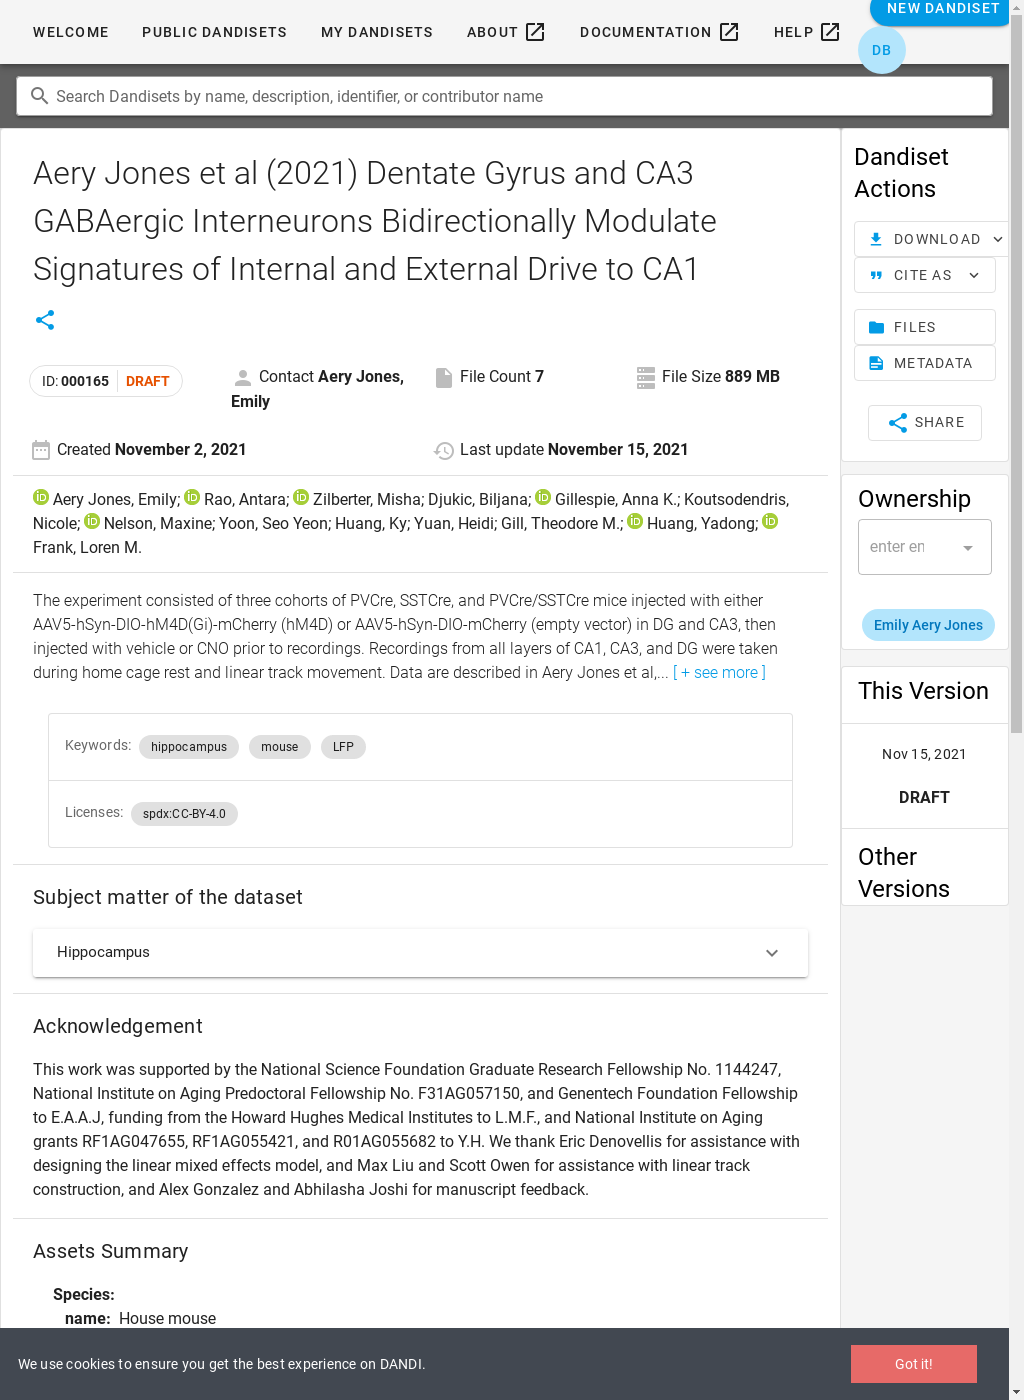 WELCOME PUBLIC DANDISETS MY DANDISETS ABOUT DOCUMENTATION HELP NEW DANDISET
DB
Search Dandisets by name, description, identifier, or contributor name
Aery Jones et al (2021) Dentate Gyrus and CA3
GABAergic Interneurons Bidirectionally Modulate
Signatures of Internal and External Drive to CA1
ID: 000165 DRAFT
Contact Aery Jones,
Emily
File Count 7
File Size 889 MB
Created November 2, 2021
Last update November 15, 2021
Aery Jones, Emily; Rao, Antara; Zilberter, Misha; Djukic, Biljana; Gillespie, Anna K.; Koutsodendris,
Nicole; Nelson, Maxine; Yoon, Seo Yeon; Huang, Ky; Yuan, Heidi; Gill, Theodore M.; Huang, Yadong;
Frank, Loren M.
The experiment consisted of three cohorts of PVCre, SSTCre, and PVCre/SSTCre mice injected with either
AAV5-hSyn-DIO-hM4D(Gi)-mCherry (hM4D) or AAV5-hSyn-DIO-mCherry (empty vector) in DG and CA3, then
injected with vehicle or CNO prior to recordings. Recordings from all layers of CA1, CA3, and DG were taken
during home cage rest and linear track movement. Data are described in Aery Jones et al,... [ + see more ]
Keywords: hippocampus mouse LFP
Licenses: spdx:CC-BY-4.0
Subject matter of the dataset
Hippocampus
Acknowledgement
This work was supported by the National Science Foundation Graduate Research Fellowship No. 1144247,
National Institute on Aging Predoctoral Fellowship No. F31AG057150, and Genentech Foundation Fellowship
to E.A.A.J, funding from the Howard Hughes Medical Institutes to L.M.F., and National Institute on Aging
grants RF1AG047655, RF1AG055421, and R01AG055682 to Y.H. We thank Eric Denovellis for assistance with
designing the linear mixed effects model, and Max Liu and Scott Owen for assistance with linear track
construction, and Alex Gonzalez and Abhilasha Joshi for manuscript feedback.
Assets Summary
Species:
name: House mouse
Dandiset
Actions
DOWNLOAD
CITE AS
FILES
METADATA
SHARE
Ownership
enter en
Emily Aery Jones
This Version
Nov 15, 2021
DRAFT
Other
Versions
We use cookies to ensure you get the best experience on DANDI.
Got it!